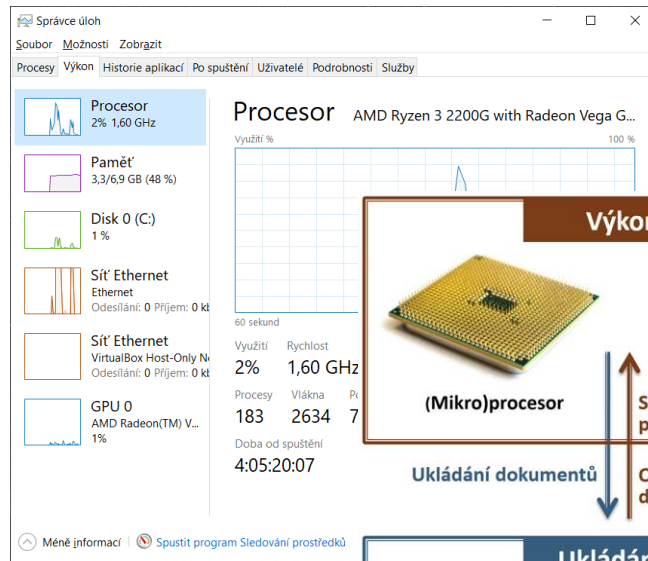 Správce úloh
Soubor Možnosti Zobrazit
Procesy Výkon Historie aplikací Po spuštění Uživatelé Podrobnosti Služby
Procesor
2% 1,60 GHz
Paměť
3,3/6,9 GB (48 %)
Disk 0 (C:)
1 %
Síť Ethernet
Ethernet
Odesílání: 0 Příjem: 0 kb
Síť Ethernet
VirtualBox Host-Only Ne
Odesílání: 0 Příjem: 0 kb
GPU 0
AMD Radeon(TM) V...
1%
Procesor AMD Ryzen 3 2200G with Radeon Vega G...
Využití % 100 %
60 sekund
Využití Rychlost
2% 1,60 GHz
Procesy Vlákna
183 2634 7
Doba od spuštění
4:05:20:07
Výkon
(Mikro)procesor
Ukládání dokumentů
Méně informací Spustit program Sledování prostředků